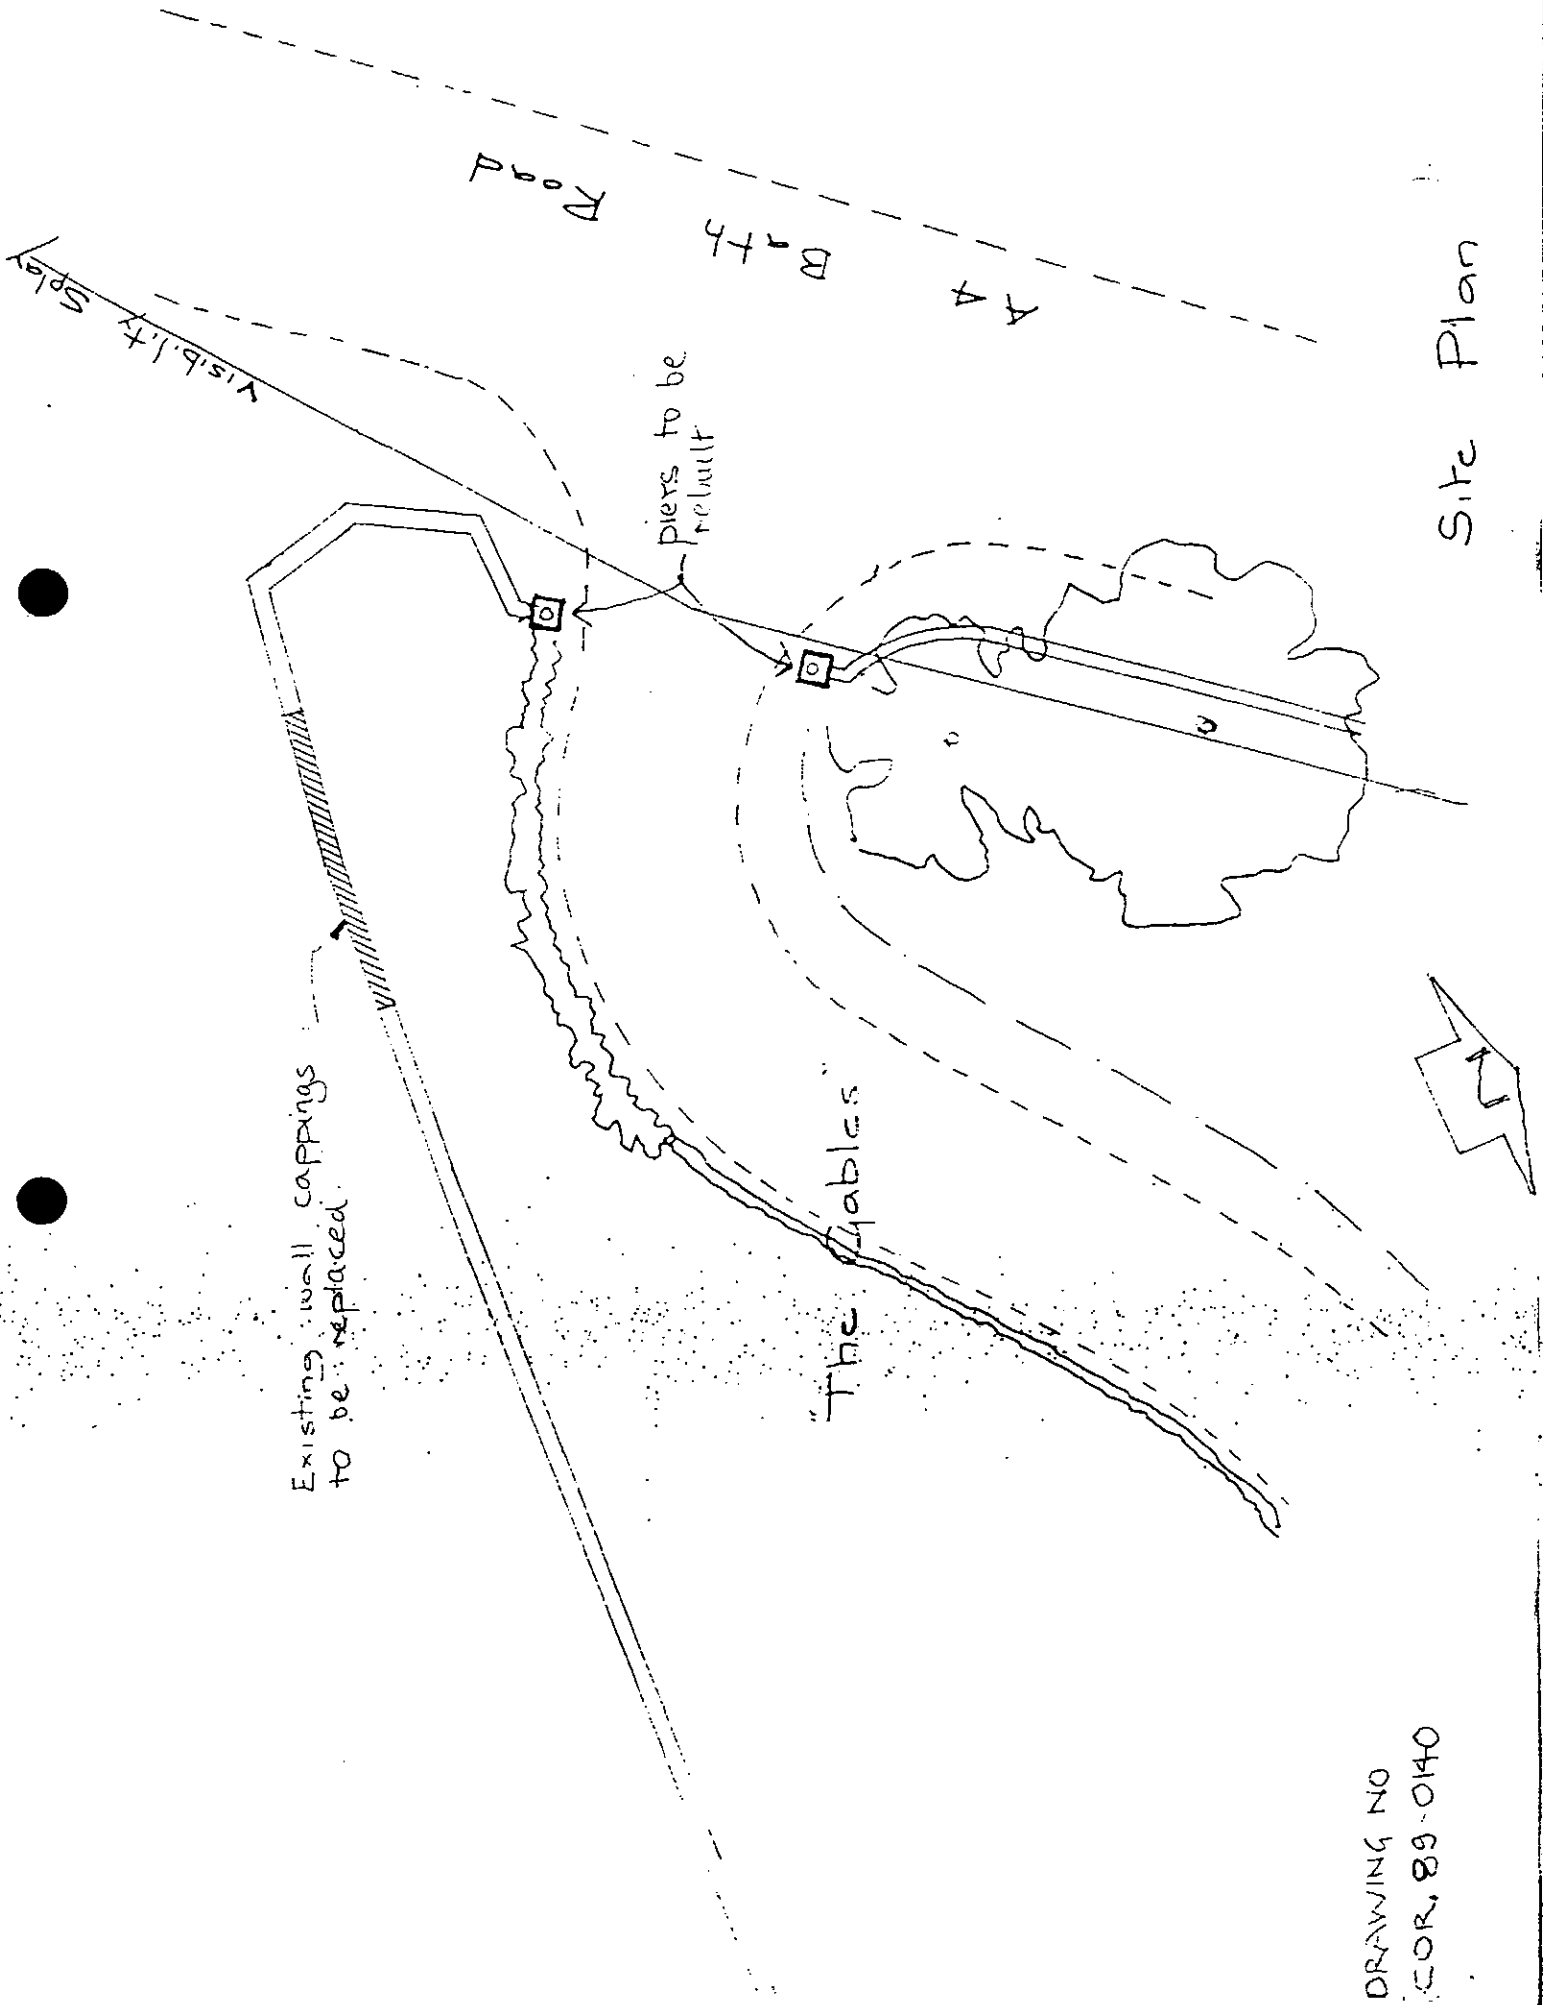 Visibility Splay
A4 Bath Road
piers to be
rebuilt
Existing wall cappings
to be replaced.
"The Gables"
Site Plan
N
DRAWING NO
COR. 89-0140